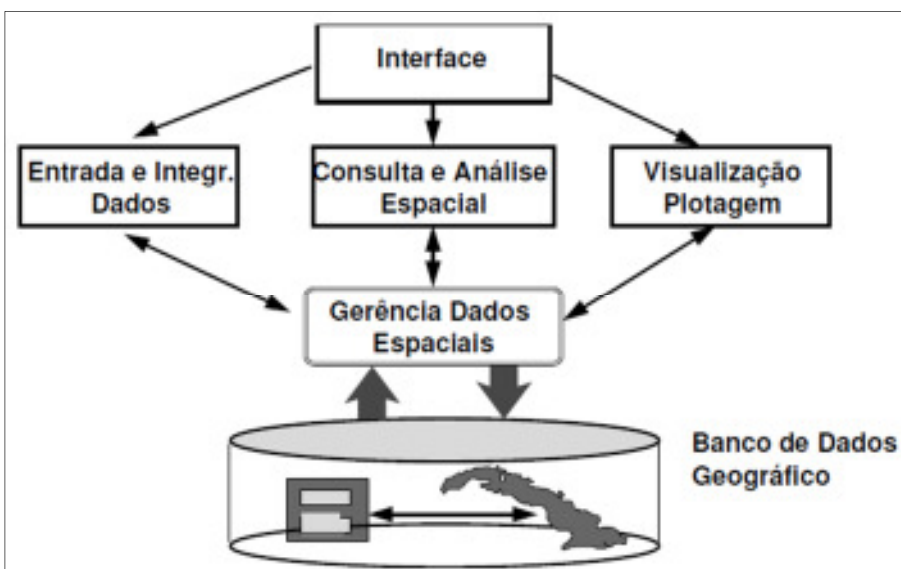 Interface
Entrada e Integr.
Dados
Consulta e Análise
Espacial
Visualização
Plotagem
Gerência Dados
Espaciais
Banco de Dados
Geográfico